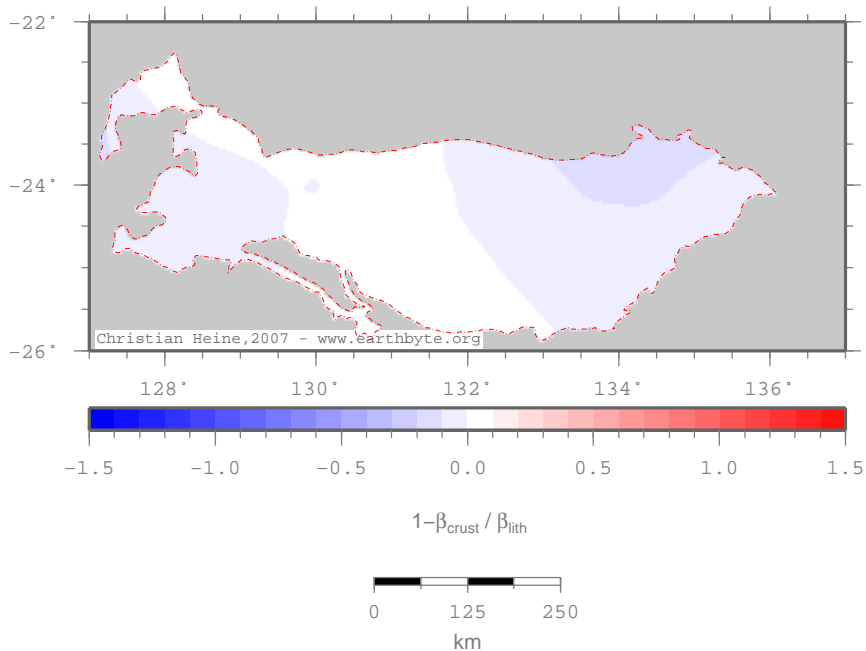 −22°
−24°
−26°
Christian Heine,2007 − www.earthbyte.org
128° 130° 132° 134° 136°
−1.5 −1.0 −0.5 0.0 0.5 1.0 1.5
1−βcrust / βlith
0 125 250
km